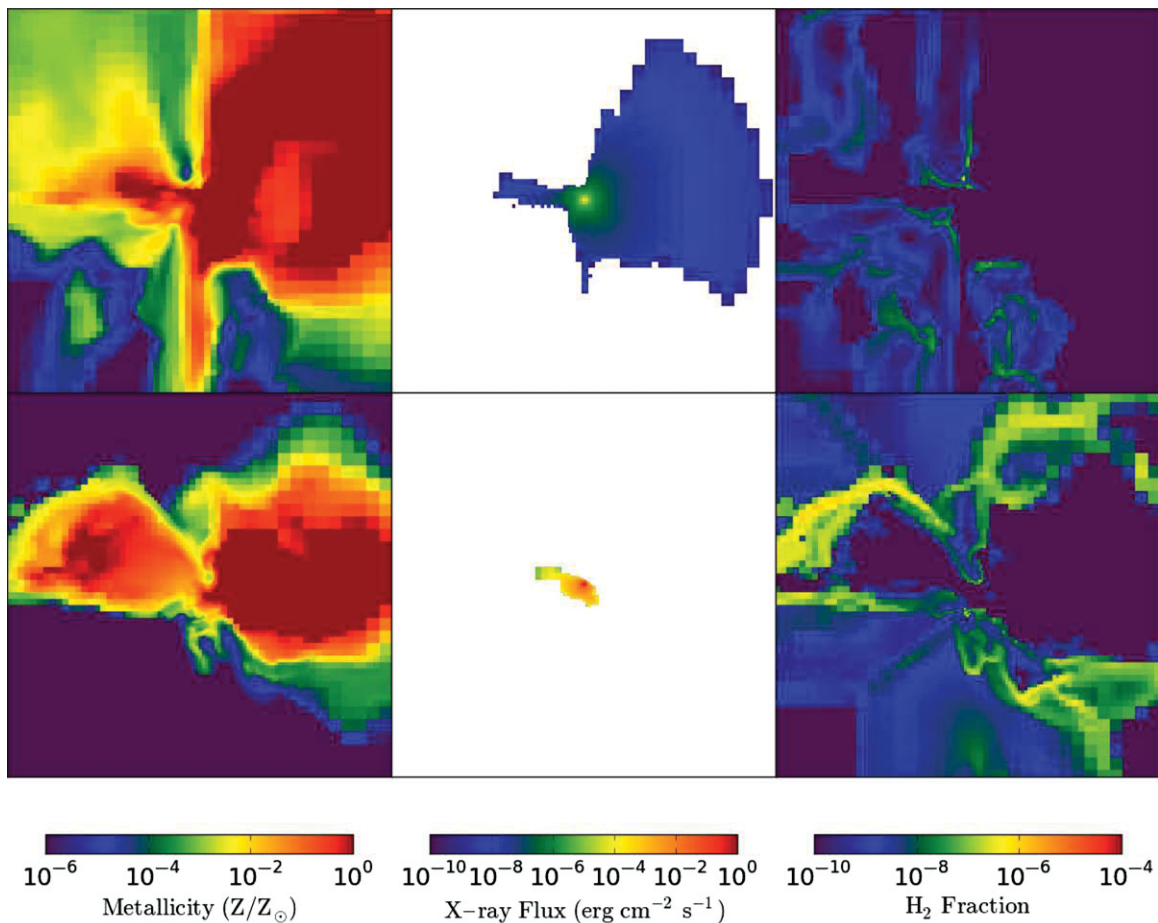 10⁻⁶ 10⁻⁴ 10⁻² 10⁰
Metallicity (Z/Z⊙)
10⁻¹⁰ 10⁻⁸ 10⁻⁶ 10⁻⁴ 10⁻² 10⁰
X−ray Flux (erg cm⁻² s⁻¹)
10⁻¹⁰ 10⁻⁸ 10⁻⁶ 10⁻⁴
H₂ Fraction